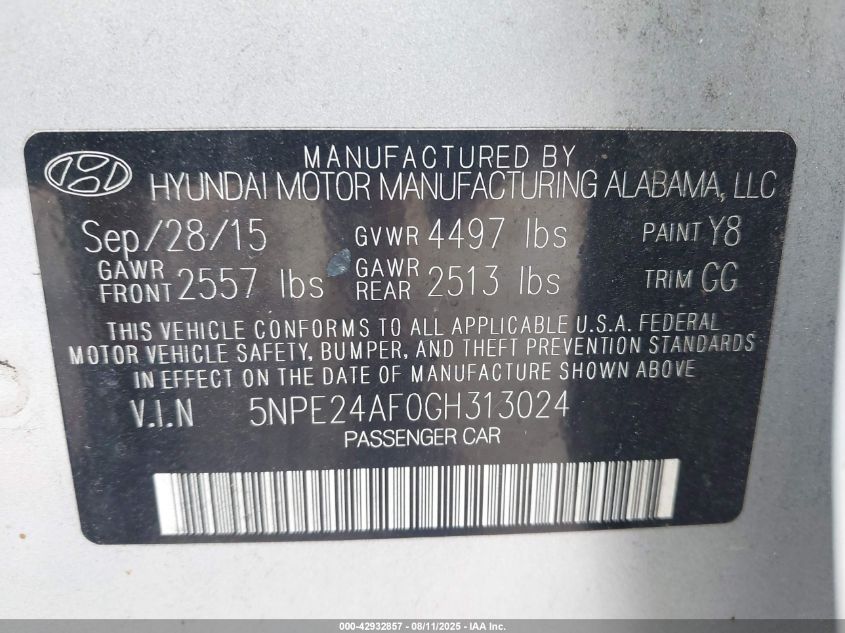 MANUFACTURED BY
HYUNDAI MOTOR MANUFACTURING ALABAMA, LLC
Sep/28/15 GVWR 4497 lbs PAINT Y8
GAWR FRONT 2557 lbs GAWR REAR 2513 lbs TRIM GG
THIS VEHICLE CONFORMS TO ALL APPLICABLE U.S.A. FEDERAL
MOTOR VEHICLE SAFETY, BUMPER, AND THEFT PREVENTION STANDARDS
IN EFFECT ON THE DATE OF MANUFACTURE SHOWN ABOVE.
V.I.N 5NPE24AF0GH313024
PASSENGER CAR
000-42932857 - 08/11/2025 - IAA Inc.